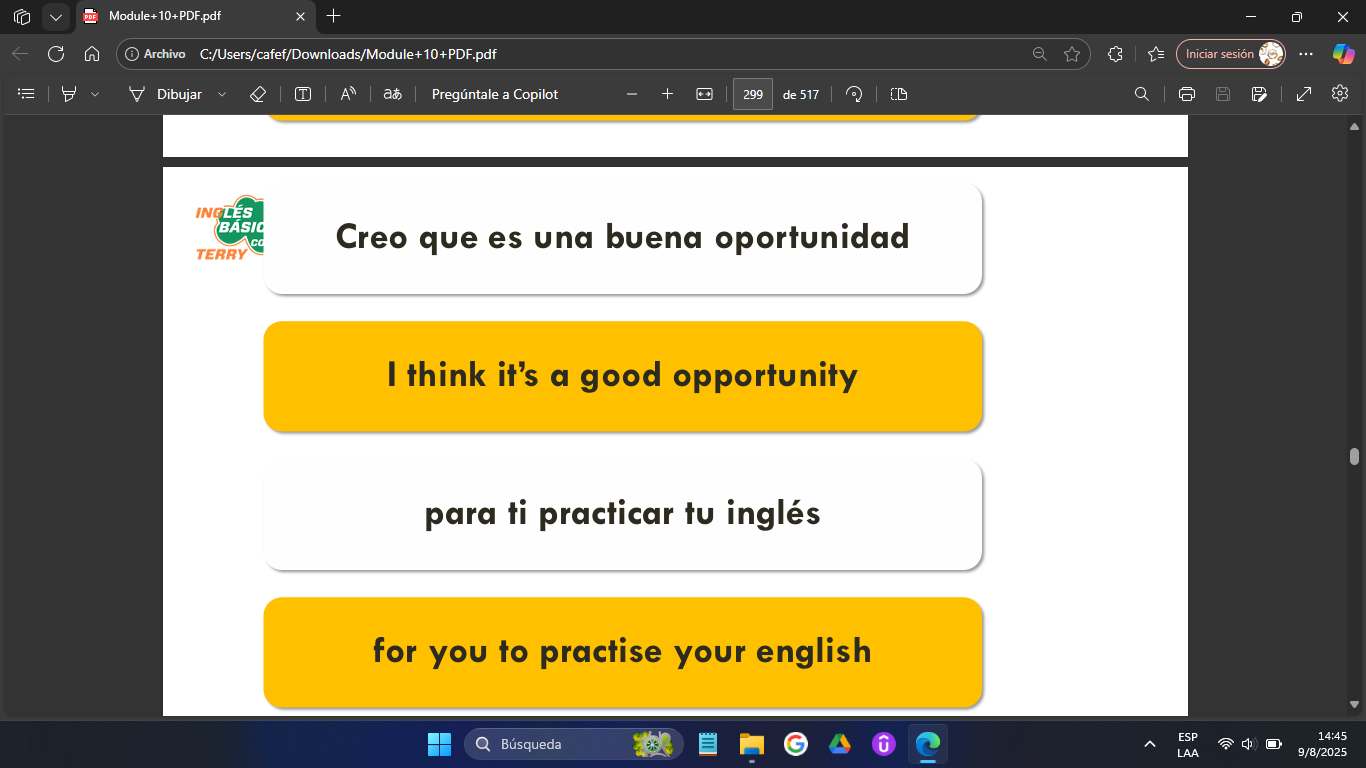 Module+10+PDF.pdf
Archivo C:/Users/cafef/Downloads/Module+10+PDF.pdf Iniciar sesión
Dibujar Pregúntale a Copilot 299 de 517
INGLÉS
BÁSIC
CO
TERRY
Creo que es una buena oportunidad
I think it's a good opportunity
para ti practicar tu inglés
for you to practise your english
Búsqueda
ESP
LAA
14:45
9/8/2025